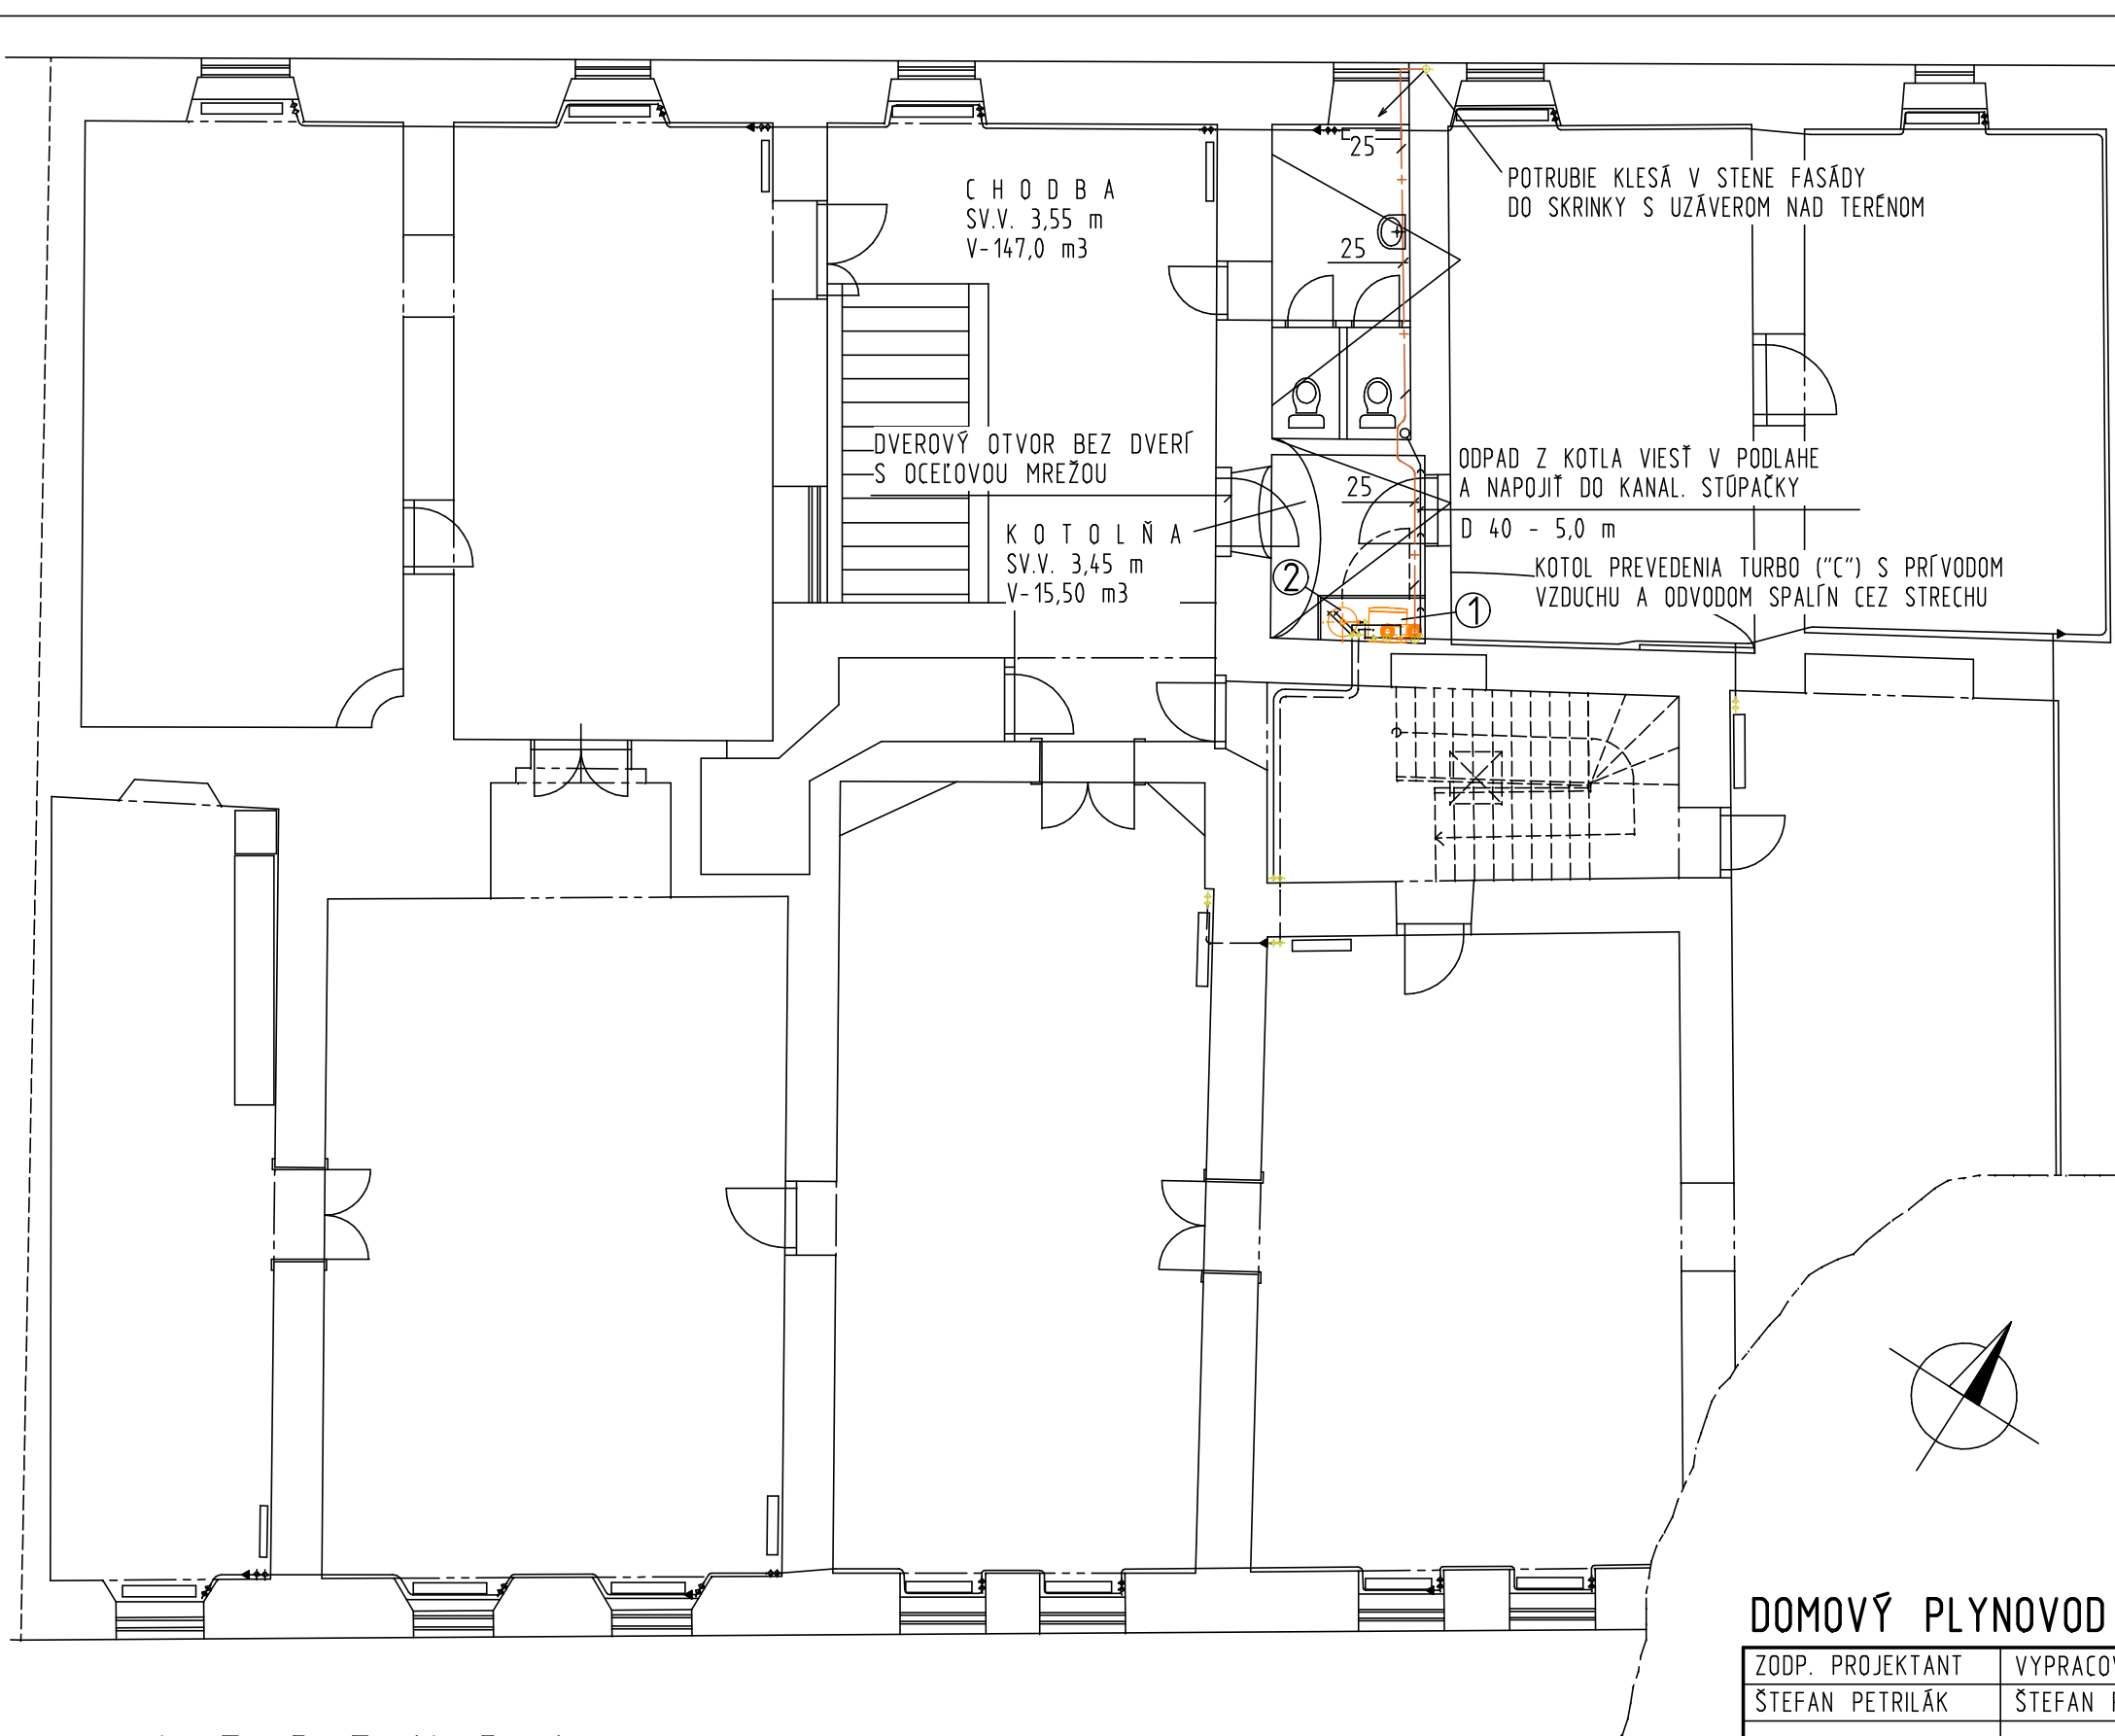 25
POTRUBIE KLESÁ V STENE FASÁDY
DO SKRINKY S UZÁVEROM NAD TERÉNOM
C H O D B A
SV.V. 3,55 m
V-147,0 m3
25
DVEROVÝ OTVOR BEZ DVERÍ
S OCEĽOVOU MREŽOU
ODPAD Z KOTLA VIESŤ V PODLAHE
A NAPOJIŤ DO KANAL. STÚPAČKY
D 40 - 5,0 m
25
K O T O L Ň A
SV.V. 3,45 m
V-15,50 m3
KOTOL PREVEDENIA TURBO ("C") S PRÍVODOM
VZDUCHU A ODVODOM SPALÍN CEZ STRECHU
2
1
DOMOVÝ PLYNOVOD
ZODP. PROJEKTANT
ŠTEFAN PETRILÁK
ŠTEFAN